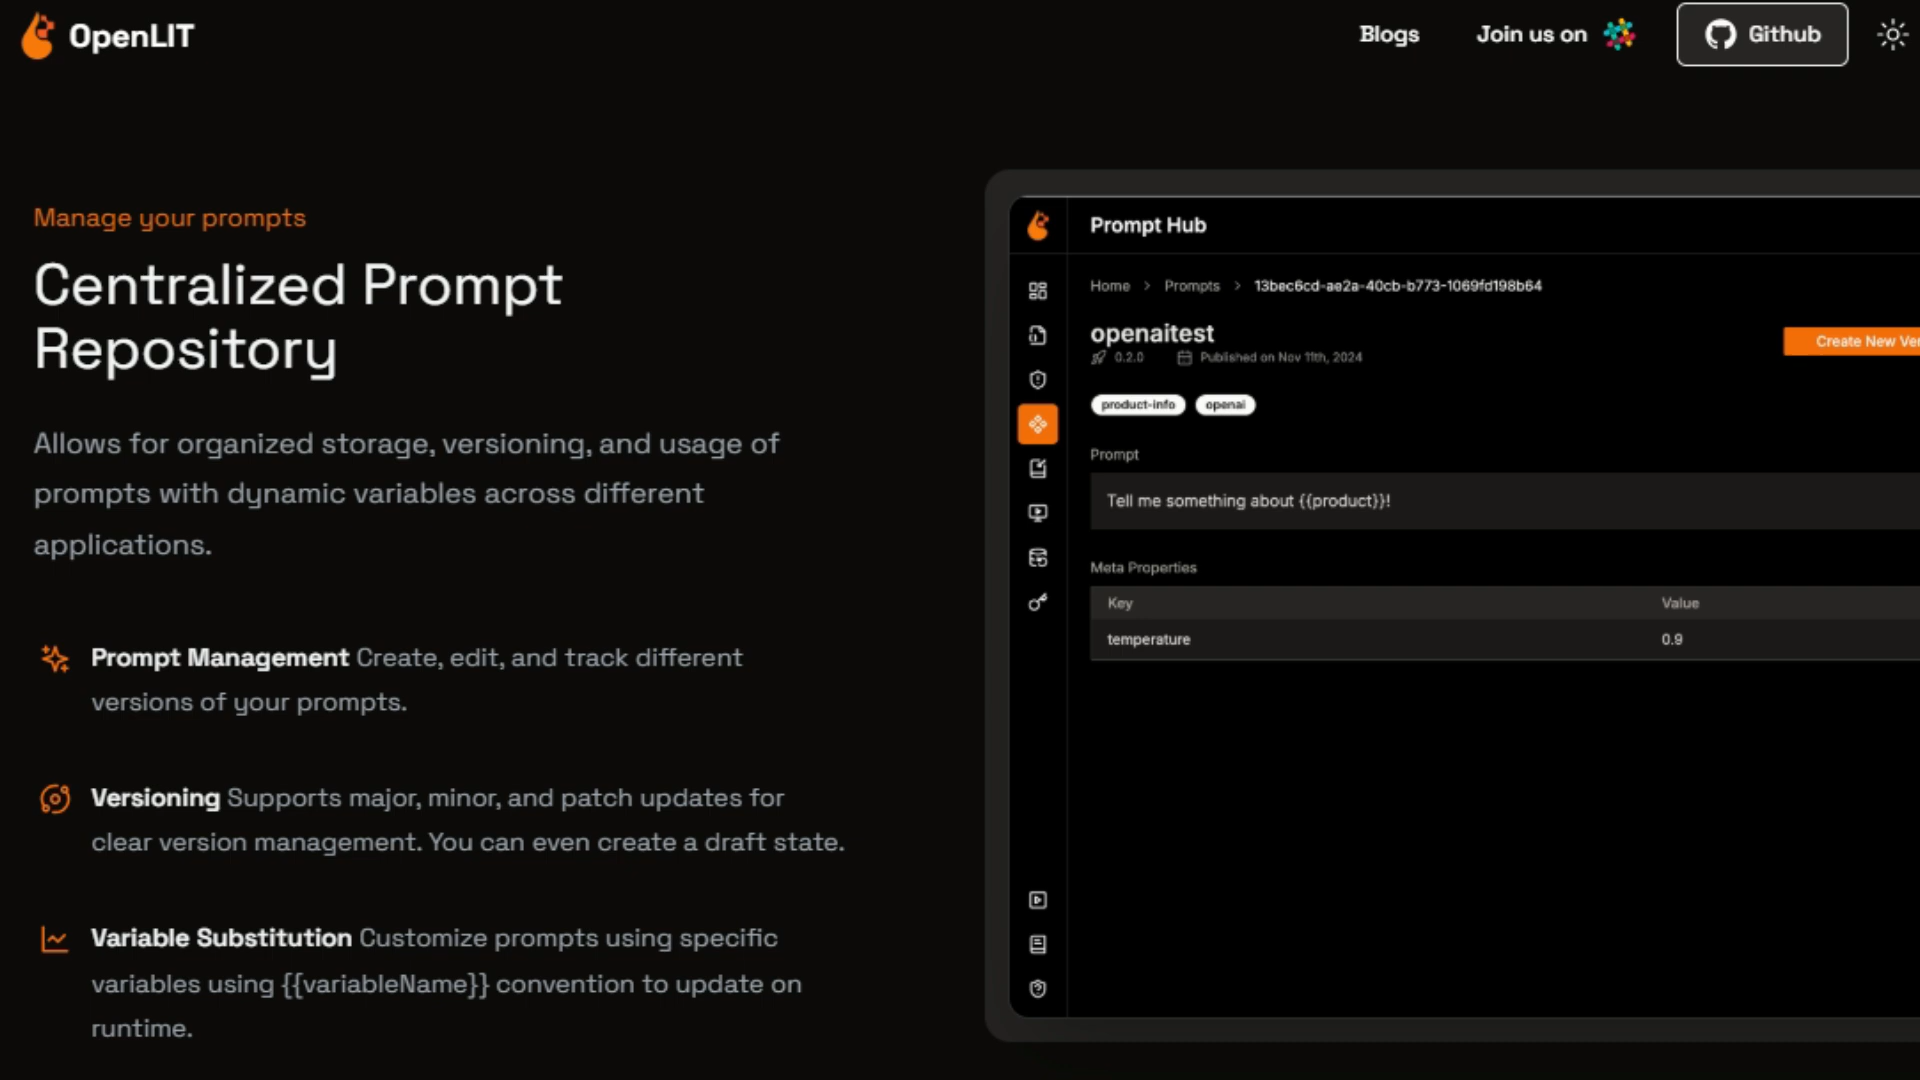 OpenLIT
Blogs
Join us on
Github
Manage your prompts
Centralized Prompt
Repository
Allows for organized storage, versioning, and usage of
prompts with dynamic variables across different
applications.
Prompt Management Create, edit, and track different
versions of your prompts.
Versioning Supports major, minor, and patch updates for
clear version management. You can even create a draft state.
Variable Substitution Customize prompts using specific
variables using {{variableName}} convention to update on
runtime.
Prompt Hub
Home > Prompts > 13bec6cd-ae2a-40cb-b773-1069fd198b64
openaitest
0.2.0 Published on Nov 11th, 2024
Create New Ver
product-info openai
Prompt
Tell me something about {{product}}!
Meta Properties
Key Value
temperature 0.9